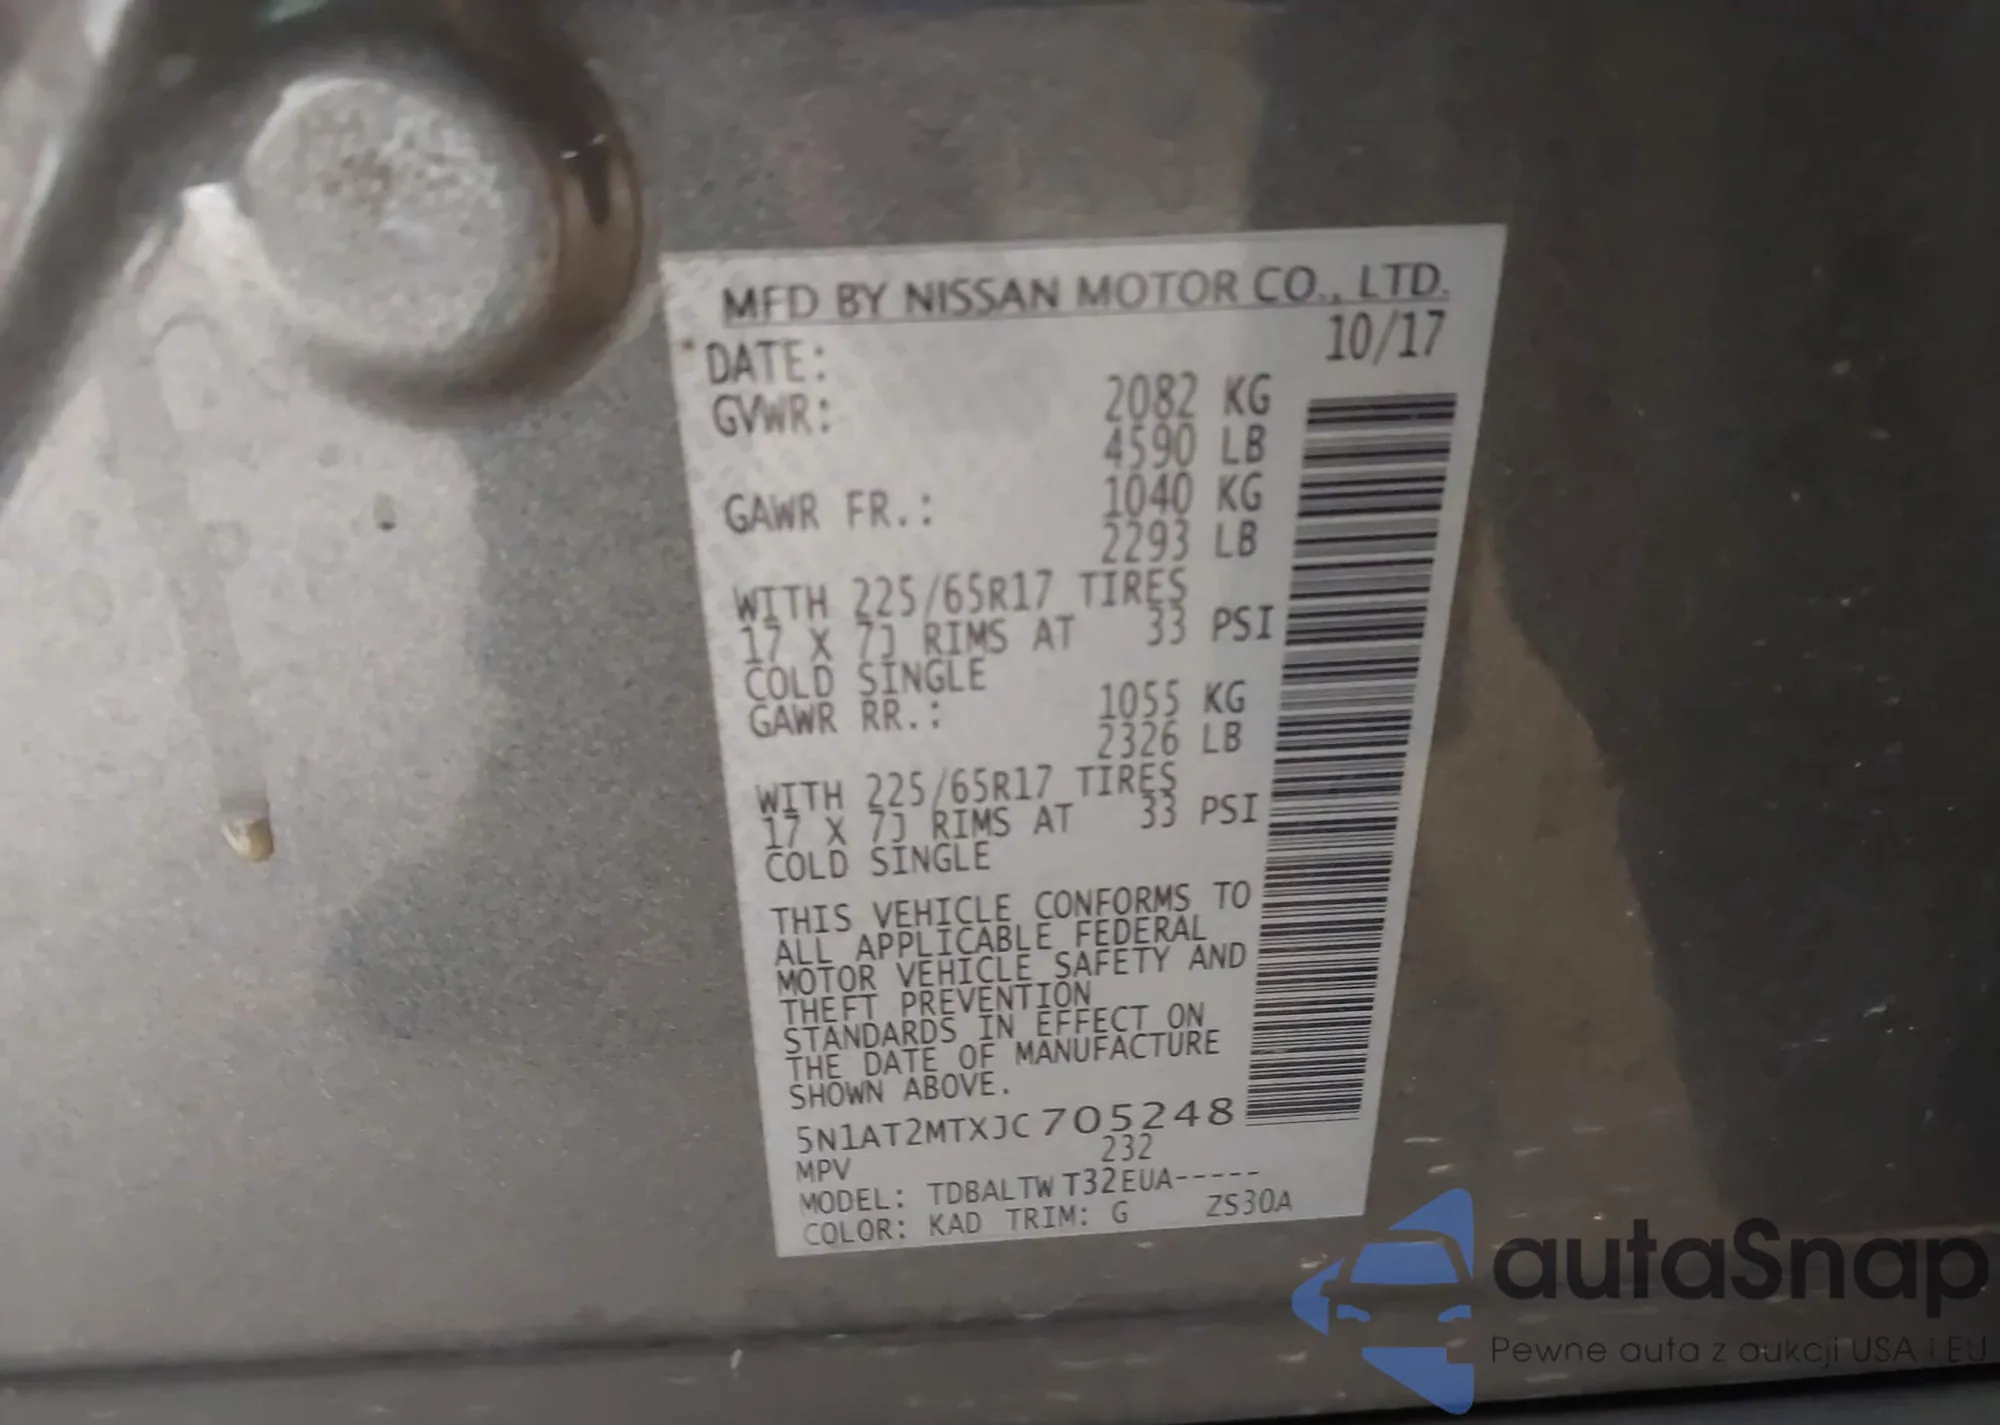 MFD BY NISSAN MOTOR CO., LTD.
DATE: 10/17
GVWR: 2082 KG
4590 LB
GAWR FR.: 1040 KG
2293 LB
WITH 225/65R17 TIRES
17 X 7J RIMS AT 33 PSI
COLD SINGLE
GAWR RR.: 1055 KG
2326 LB
WITH 225/65R17 TIRES
17 X 7J RIMS AT 33 PSI
COLD SINGLE
THIS VEHICLE CONFORMS TO
ALL APPLICABLE FEDERAL
MOTOR VEHICLE SAFETY AND
THEFT PREVENTION
STANDARDS IN EFFECT ON
THE DATE OF MANUFACTURE
SHOWN ABOVE.
5N1AT2MTXJC705248
MPV 232
MODEL: TDBALTW T32EUA-----
COLOR: KAD TRIM: G ZS30A
autaSnap
Pewne auta z aukcji USA i EU